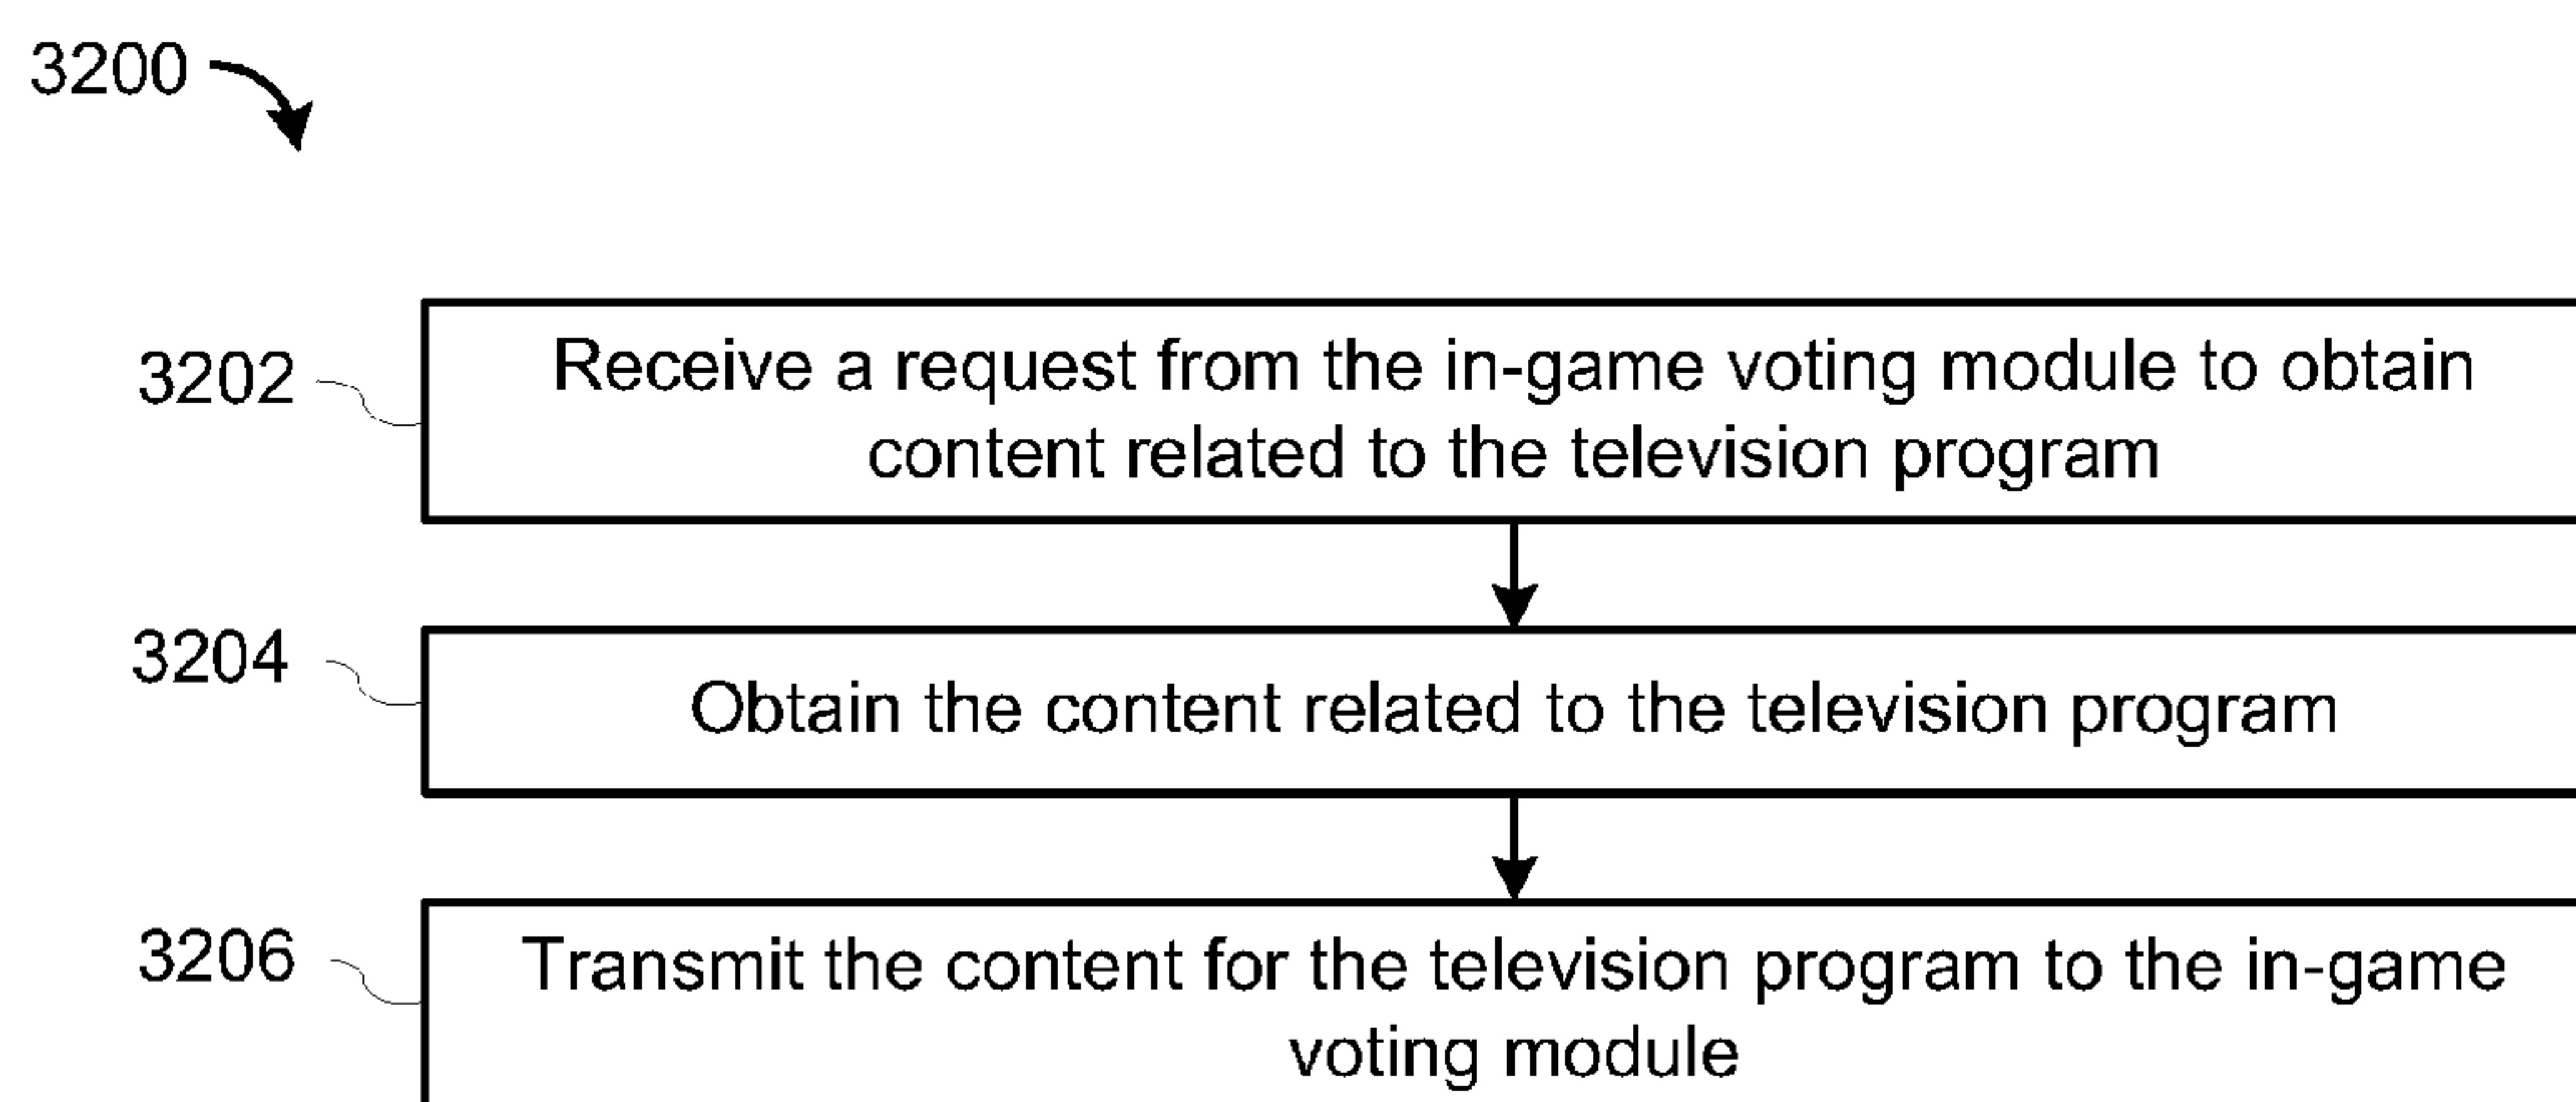 3200
3202
Receive a request from the in-game voting module to obtain
content related to the television program
3204
Obtain the content related to the television program
3206
Transmit the content for the television program to the in-game
voting module